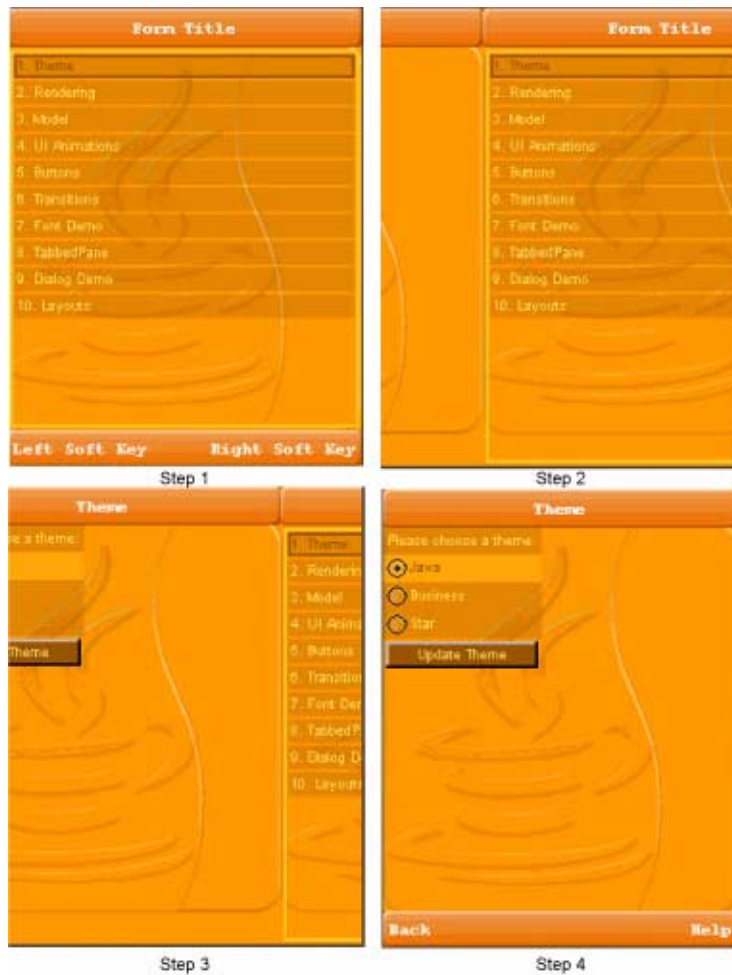 Form Title
1. Theme
2. Rendering
3. Model
4. UI Animations
5. Buttons
6. Transitions
7. Font Demo
8. TabbedPane
9. Dialog Demo
10. Layouts
Left Soft Key Right Soft Key
Step 1
Form Title
1. Theme
2. Rendering
3. Model
4. UI Animations
5. Buttons
6. Transitions
7. Font Demo
8. TabbedPane
9. Dialog Demo
10. Layouts
Step 2
Theme
se a theme:
Theme
1. Theme
2. Renderin
3. Model
4. UI Anima
5. Buttons
6. Transition
7. Font Dem
8. TabbedP
9. Dialog D
10. Layouts
Step 3
Theme
Please choose a theme
Java
Business
Star
Update Theme
Back Help
Step 4